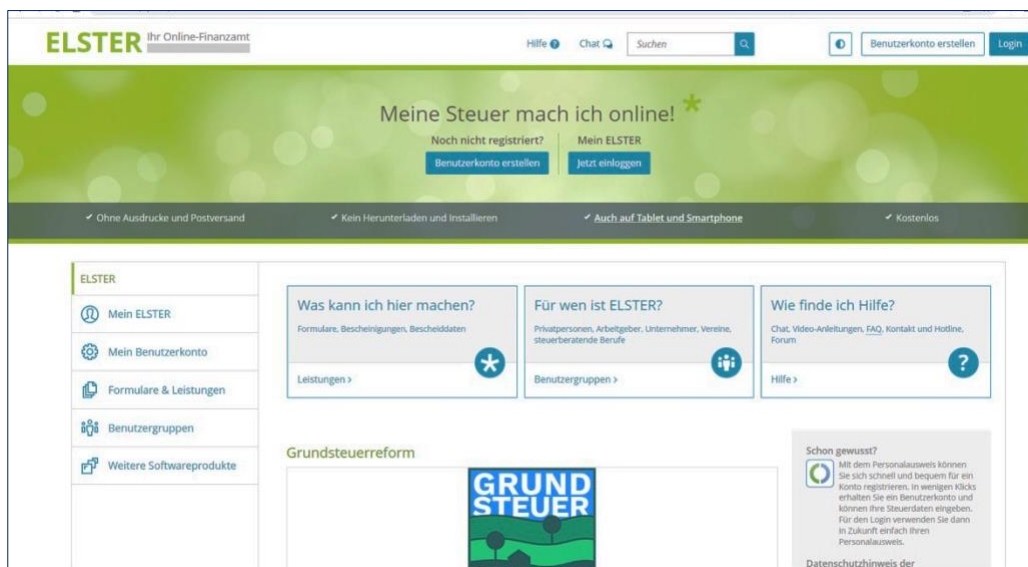 ELSTER Ihr Online-Finanzamt
Hilfe Chat Suchen Benutzerkonto erstellen Login
Meine Steuer mach ich online!
Noch nicht registriert?
Benutzerkonto erstellen
Mein ELSTER
Jetzt einloggen
Ohne Ausdrucke und Postversand
Kein Herunterladen und Installieren
Auch auf Tablet und Smartphone
Kostenlos
ELSTER
Mein ELSTER
Mein Benutzerkonto
Formulare & Leistungen
Benutzergruppen
Weitere Softwareprodukte
Was kann ich hier machen?
Formulare, Bescheinigungen, Bescheiddaten
Leistungen
Für wen ist ELSTER?
Privatpersonen, Arbeitgeber, Unternehmer, Vereine,
steuerberatende Berufe
Benutzergruppen
Wie finde ich Hilfe?
Chat, Video-Anleitungen, FAQ, Kontakt und Hotline,
Forum
Hilfe
Grundsteuerreform
GRUND
STEUER
Schon gewusst?
Mit dem Personalausweis können
Sie sich schnell und bequem für ein
Konto registrieren. In wenigen Klicks
erhalten Sie ein Benutzerkonto und
können Ihre Steuerdaten eingeben.
Für den Login verwenden Sie dann
in Zukunft einfach Ihren
Personalausweis.
Datenschutzhinweis der